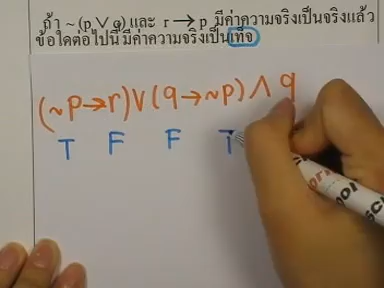 ถ้า ~ (p ∨ q) และ r → p มีค่าความจริงเป็นจริงแล้ว
ข้อใดต่อไปนี้ มีค่าความจริงเป็นเท็จ
(~p→r)∨(q→~p) ∧ q
T F F T